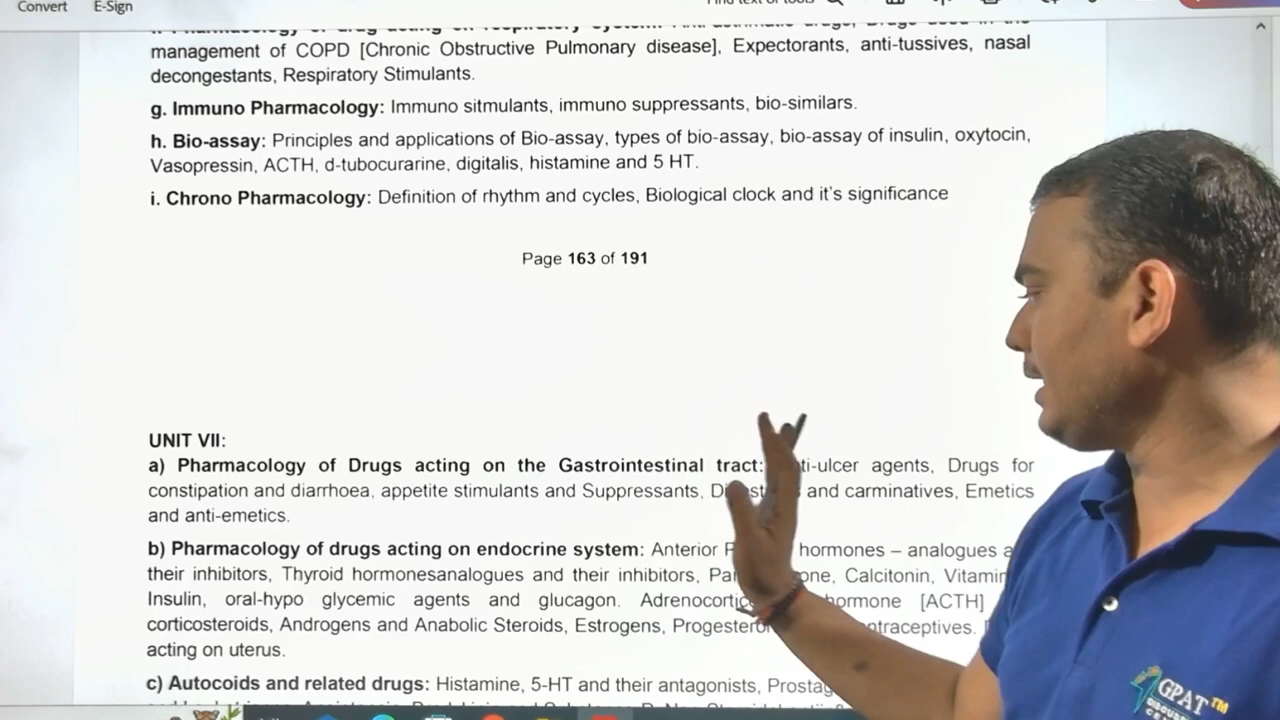 Convert E-Sign Find text or tools
management of COPD [Chronic Obstructive Pulmonary disease], Expectorants, anti-tussives, nasal
decongestants, Respiratory Stimulants.
g. Immuno Pharmacology: Immuno sitmulants, immuno suppressants, bio-similars.
h. Bio-assay: Principles and applications of Bio-assay, types of bio-assay, bio-assay of insulin, oxytocin,
Vasopressin, ACTH, d-tubocurarine, digitalis, histamine and 5 HT.
i. Chrono Pharmacology: Definition of rhythm and cycles, Biological clock and it's significance
Page 163 of 191
UNIT VII:
a) Pharmacology of Drugs acting on the Gastrointestinal tract: ti-ulcer agents, Drugs for
constipation and diarrhoea, appetite stimulants and Suppressants, and carminatives, Emetics
and anti-emetics.
b) Pharmacology of drugs acting on endocrine system: Anterior hormones – analogues
their inhibitors, Thyroid hormonesanalogues and their inhibitors, Calcitonin, Vitamin
Insulin, oral-hypo glycemic agents and glucagon. hormone [ACTH]
corticosteroids, Androgens and Anabolic Steroids, Estrogens, ntraceptives.
acting on uterus.
c) Autocoids and related drugs: Histamine, 5-HT and their antagonists,
GPAT™